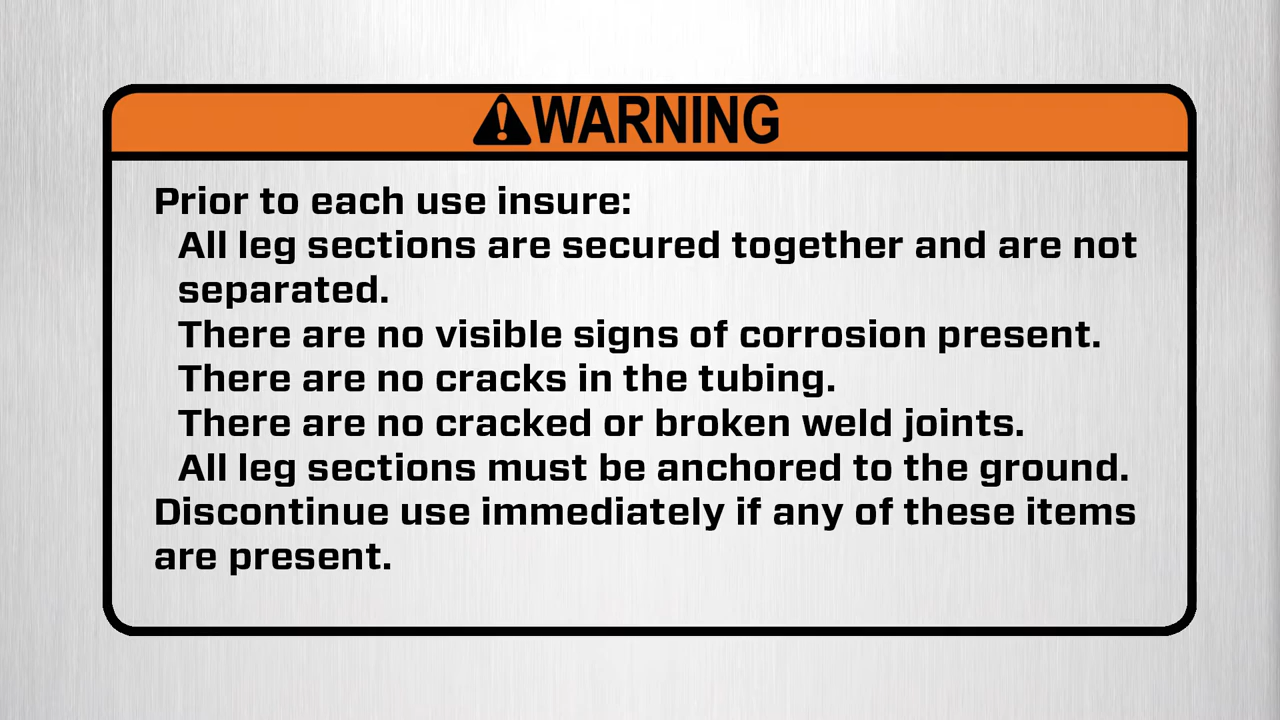 WARNING
Prior to each use insure:
All leg sections are secured together and are not
separated.
There are no visible signs of corrosion present.
There are no cracks in the tubing.
There are no cracked or broken weld joints.
All leg sections must be anchored to the ground.
Discontinue use immediately if any of these items
are present.